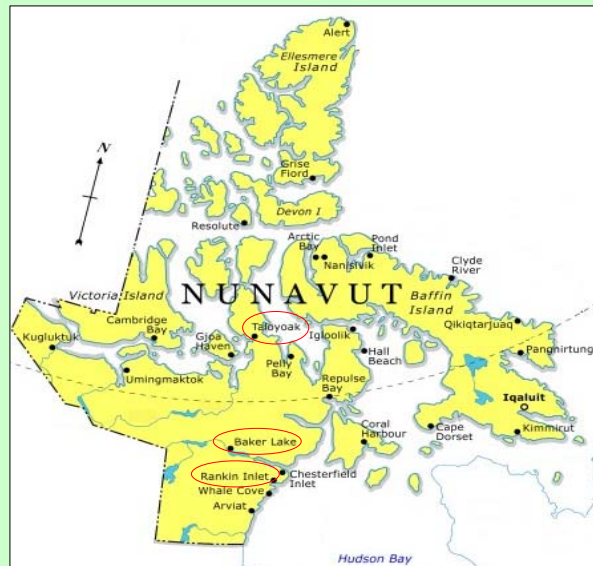 Alert
Ellesmere
Island
N
Grise
Fiord
Devon I
Resolute
Arctic
Bay
Pond
Inlet
Nanisivik
Clyde
River
Victoria Island
NUNAVUT
Baffin
Island
Cambridge
Bay
Kugluktuk
Gjoa
Haven
Taloyoak
Igloolik
Qikiqtarjuaq
Hall
Beach
Pangnirtung
Umingmaktok
Pelly
Bay
Repulse
Bay
Iqaluit
Baker Lake
Coral
Harbour
Cape
Dorset
Kimmirut
Rankin Inlet
Chesterfield
Inlet
Whale Cove
Arviat
Hudson Bay